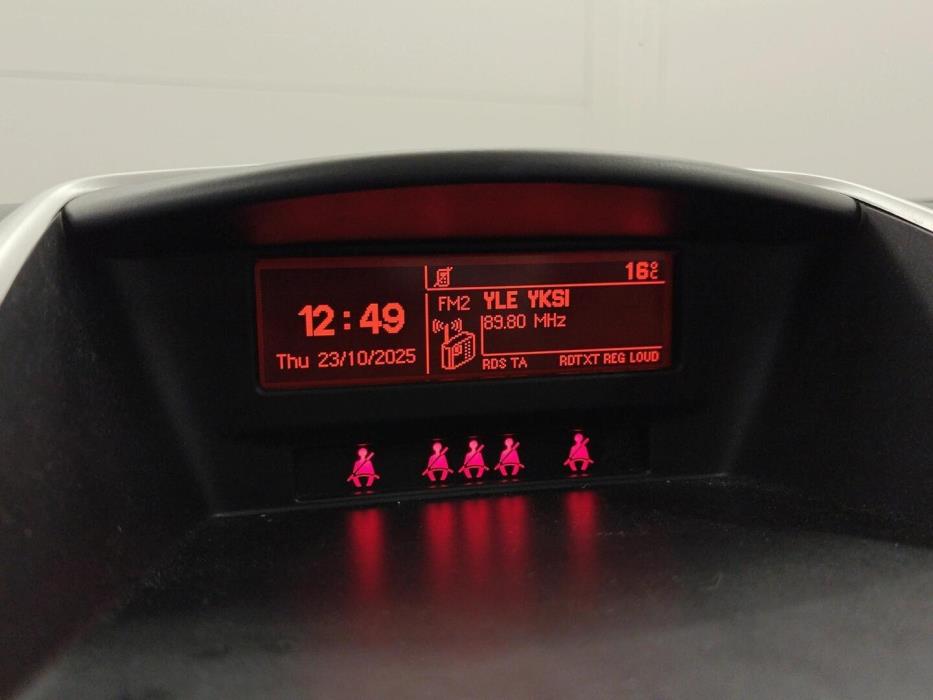 12:49
Thu 23/10/2025
16°C
FM2 YLE YKSI
89.80 MHz
RDS TA RDTXT REG LOUD